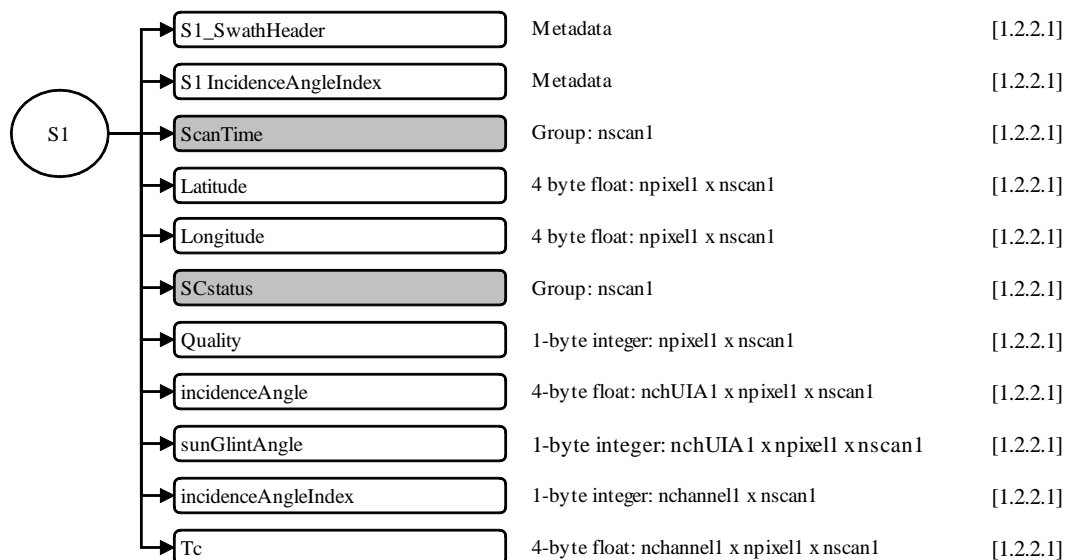 S1_SwathHeader Metadata [1.2.2.1]
S1 IncidenceAngleIndex Metadata [1.2.2.1]
S1 ScanTime Group: nscan1 [1.2.2.1]
Latitude 4 byte float: npixel1 x nscan1 [1.2.2.1]
Longitude 4 byte float: npixel1 x nscan1 [1.2.2.1]
SCstatus Group: nscan1 [1.2.2.1]
Quality 1-byte integer: npixel1 x nscan1 [1.2.2.1]
incidenceAngle 4-byte float: nchUIA1 x npixel1 x nscan1 [1.2.2.1]
sunGlintAngle 1-byte integer: nchUIA1 x npixel1 x nscan1 [1.2.2.1]
incidenceAngleIndex 1-byte integer: nchannel1 x nscan1 [1.2.2.1]
Tc 4-byte float: nchannel1 x npixel1 x nscan1 [1.2.2.1]